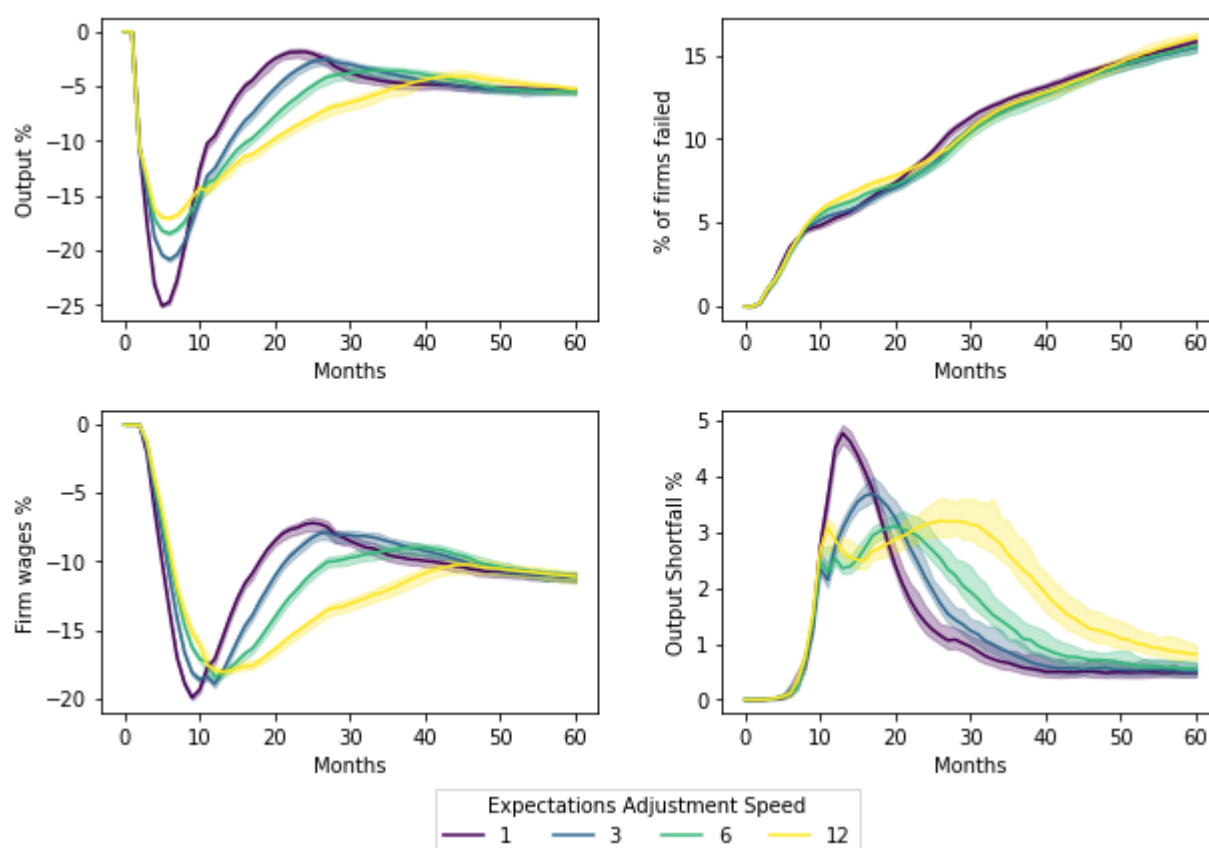 Output %
0
−5
−10
−15
−20
−25
0 10 20 30 40 50 60
Months
% of firms failed
15
10
5
0
0 10 20 30 40 50 60
Months
Firm wages %
0
−5
−10
−15
−20
0 10 20 30 40 50 60
Months
Output Shortfall %
5
4
3
2
1
0
0 10 20 30 40 50 60
Months
Expectations Adjustment Speed
1 3 6 12